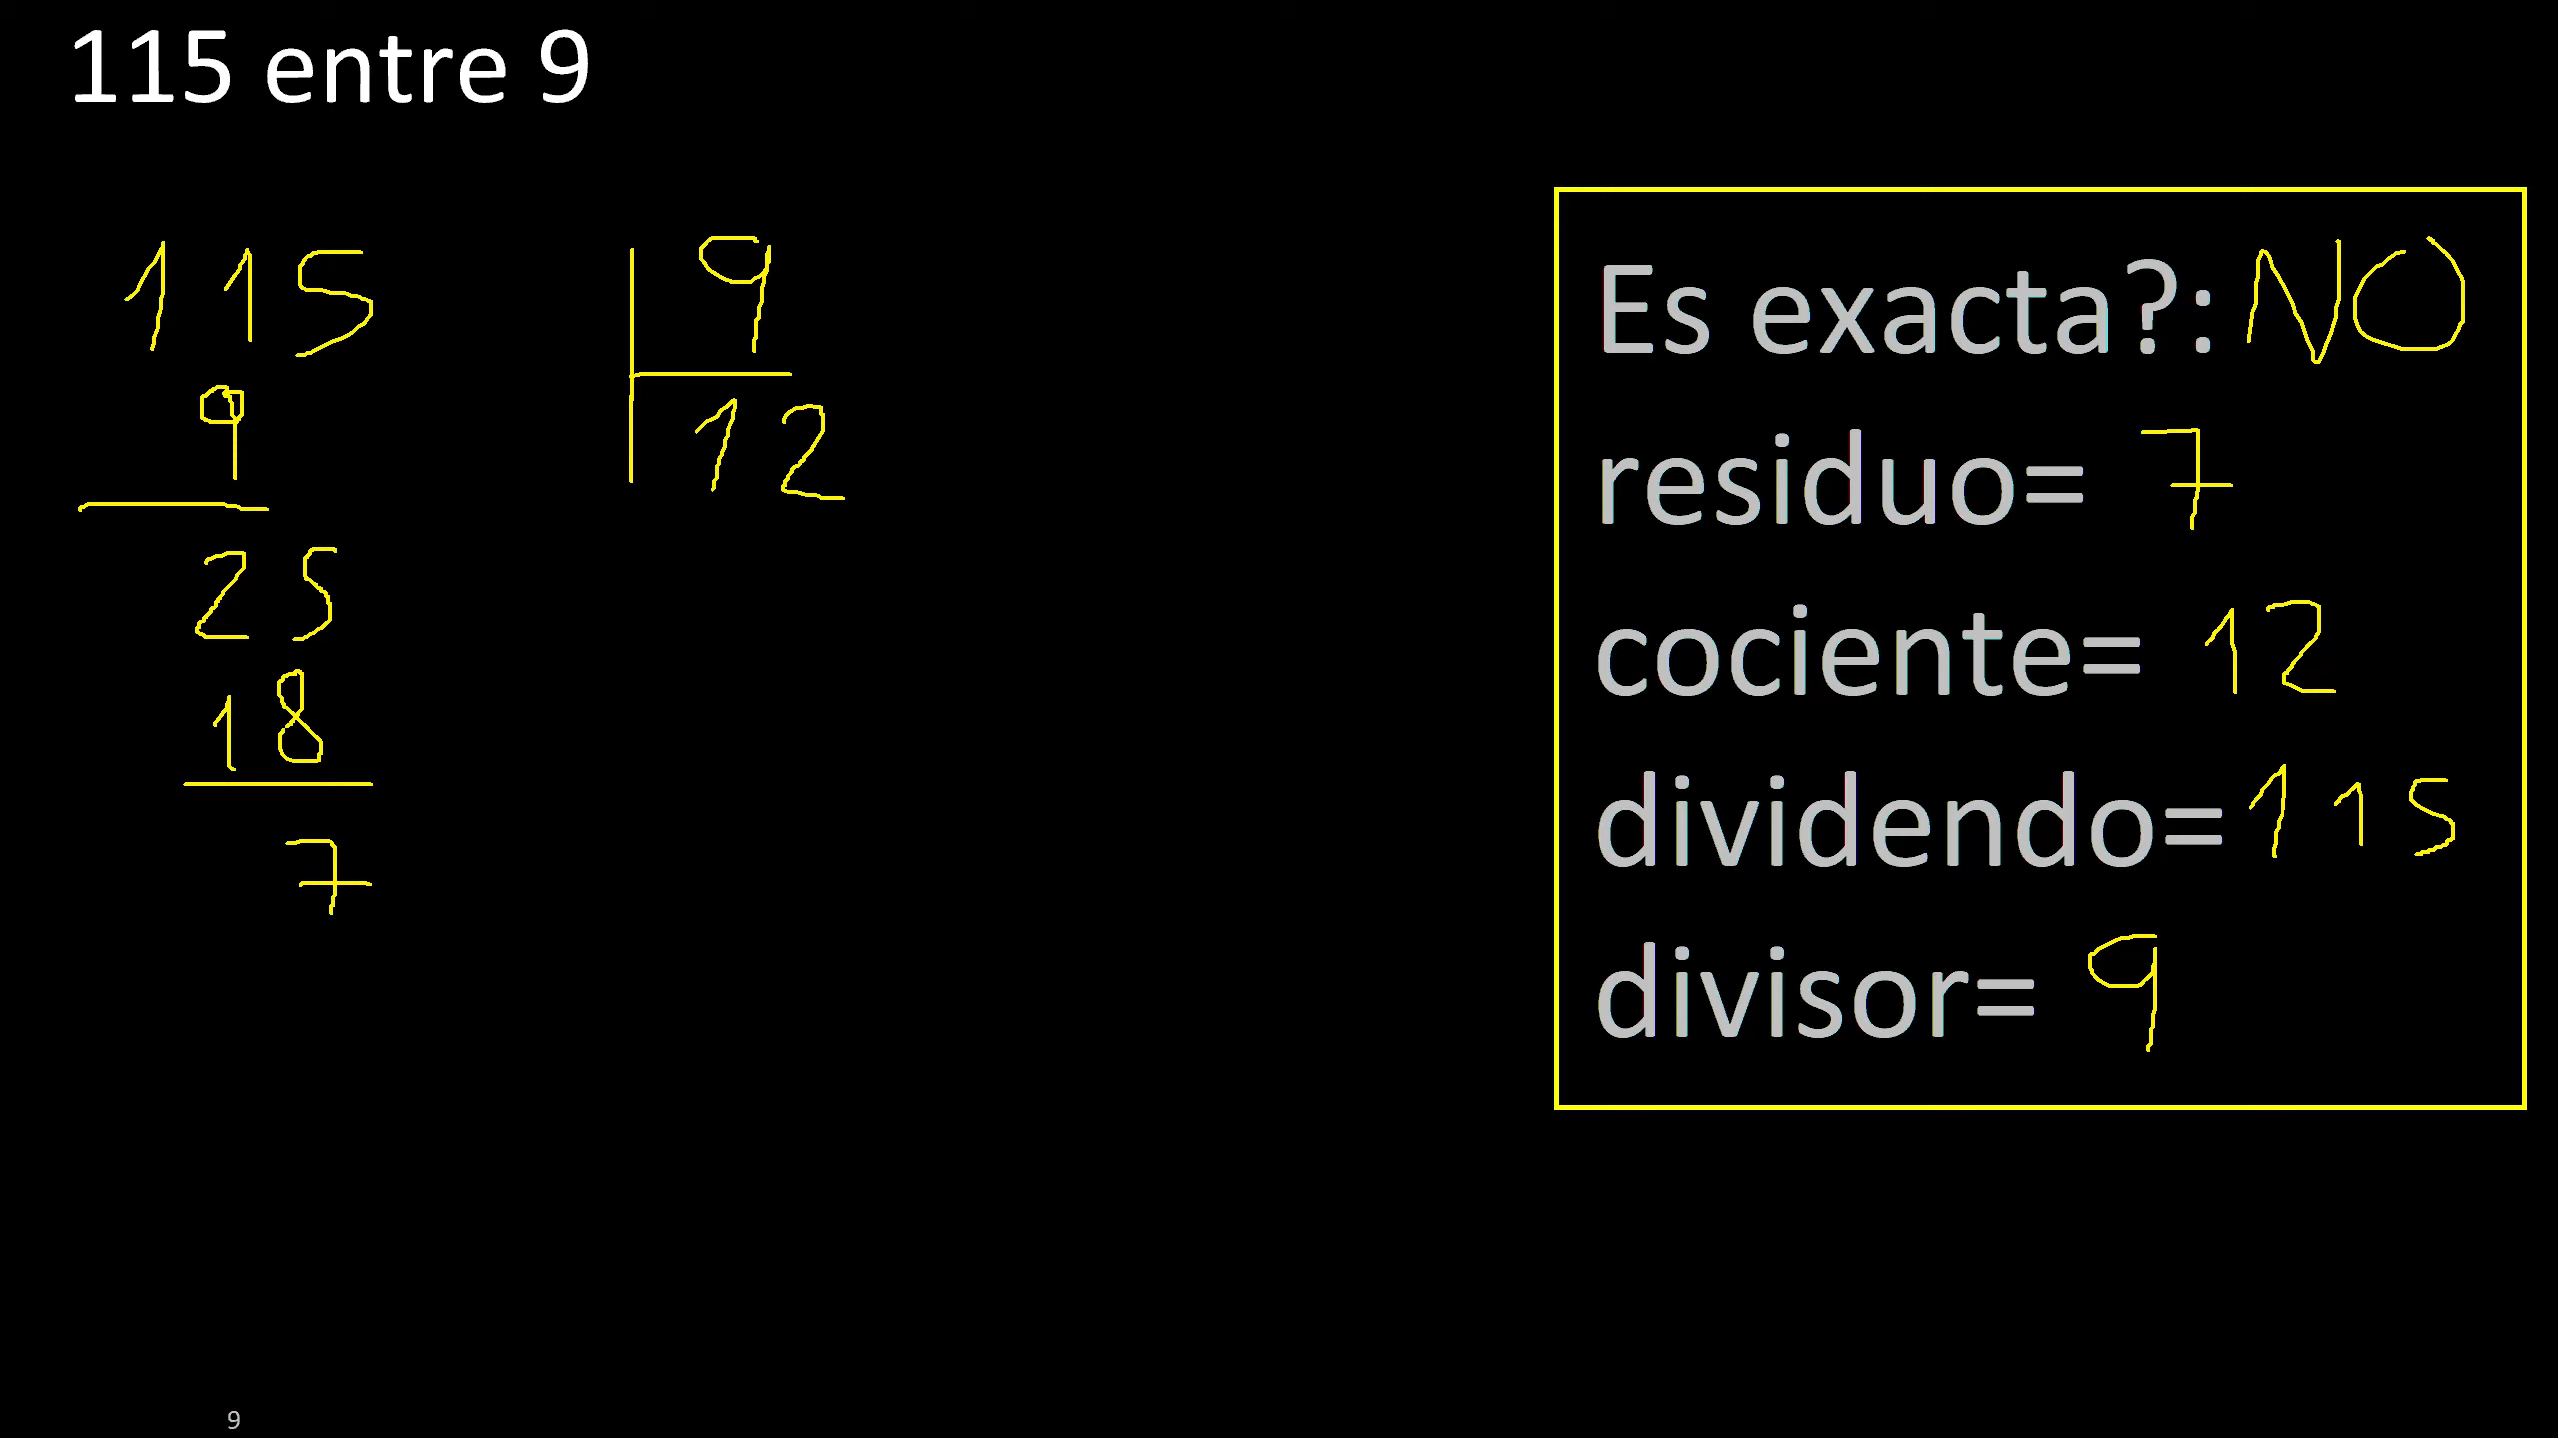 115 entre 9
115 9
9 12
25
18
7
Es exacta?: NO
residuo= 7
cociente= 12
dividendo= 115
divisor= 9
9